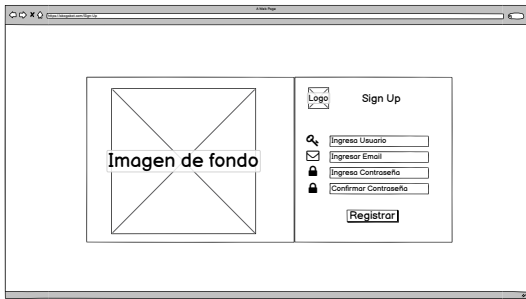 A Web Page
https://abogabot.com/Sign Up
Logo
Sign Up
Imagen de fondo
Ingresa Usuario
Ingresar Email
Ingresa Contraseña
Confirmar Contraseña
Registrar